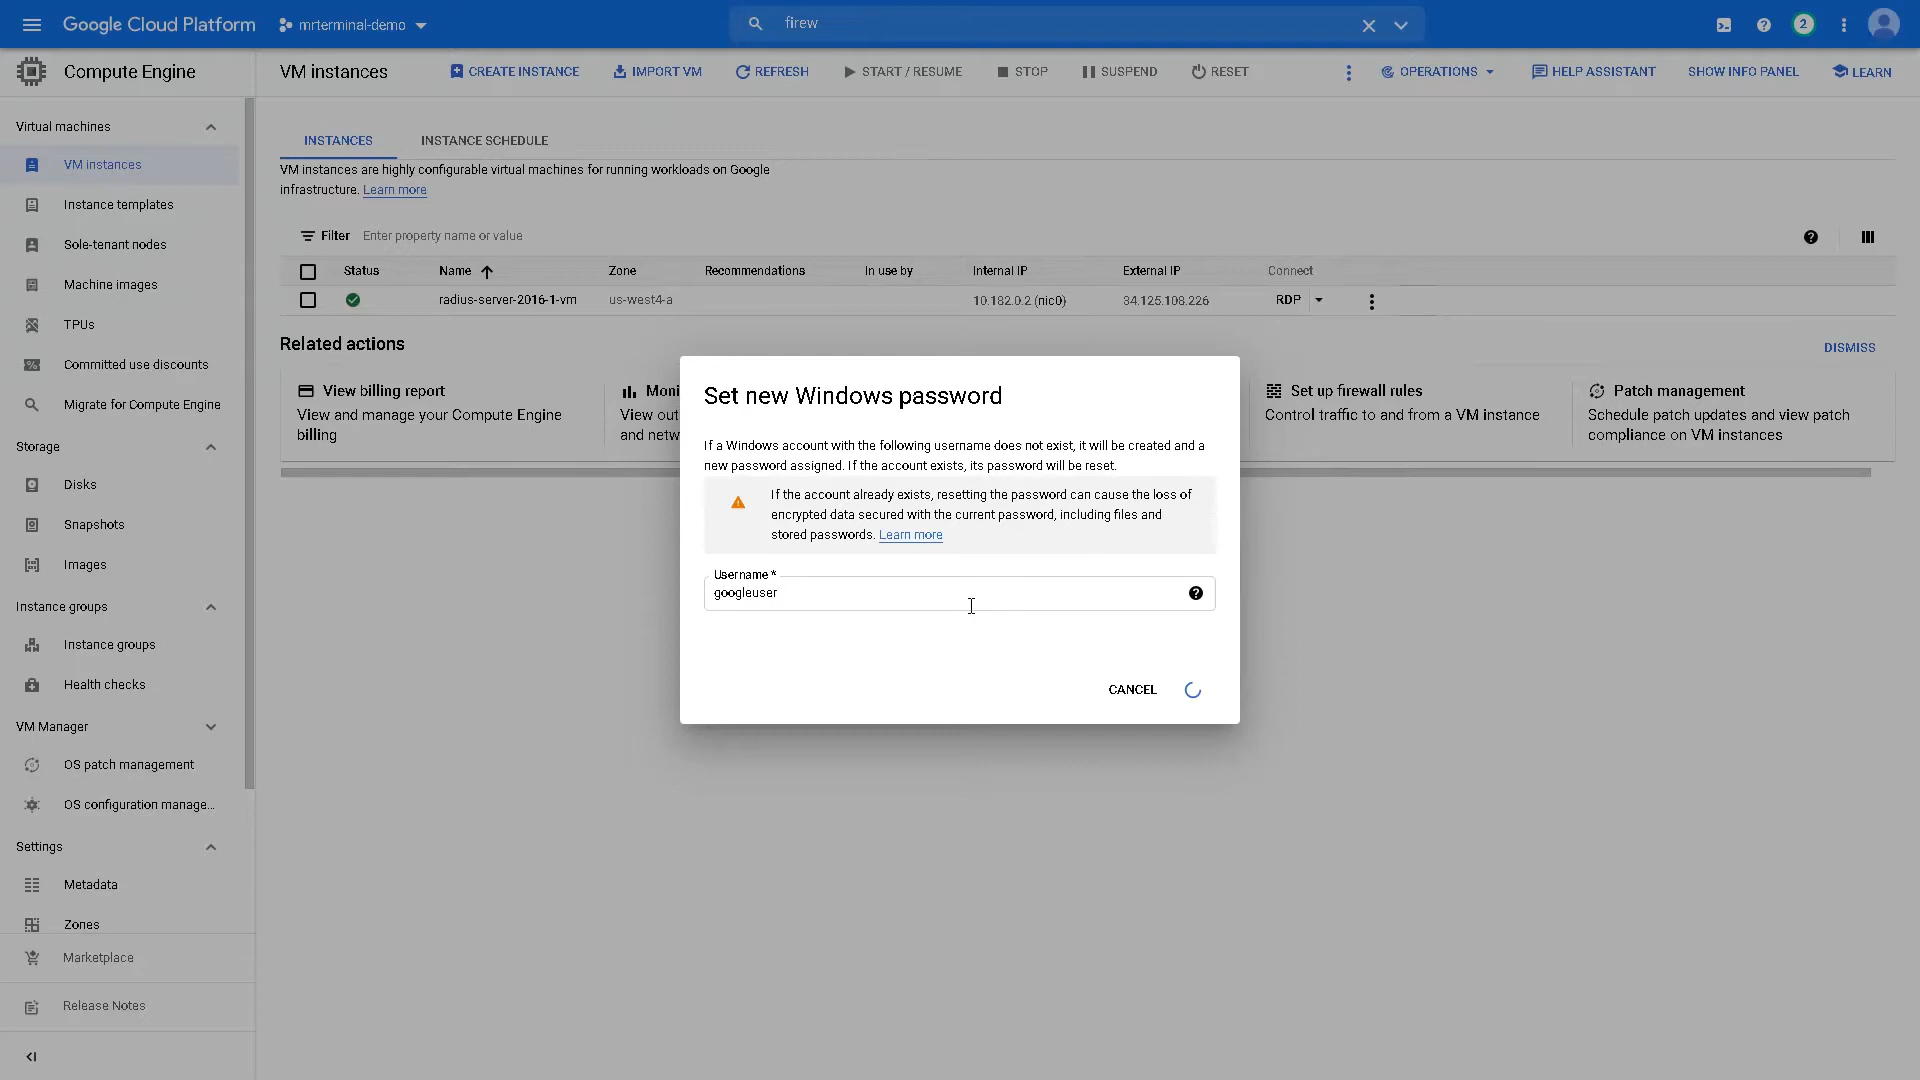 Google Cloud Platform
mrterminal-demo
firew
2
Compute Engine
VM instances
CREATE INSTANCE
IMPORT VM
REFRESH
START / RESUME
STOP
SUSPEND
RESET
OPERATIONS
HELP ASSISTANT
SHOW INFO PANEL
LEARN
Virtual machines
VM instances
Instance templates
Sole-tenant nodes
Machine images
TPUs
Committed use discounts
Migrate for Compute Engine
Storage
Disks
Snapshots
Images
Instance groups
Instance groups
Health checks
VM Manager
OS patch management
OS configuration manage...
Settings
Metadata
Zones
Marketplace
Release Notes
INSTANCES
INSTANCE SCHEDULE
VM instances are highly configurable virtual machines for running workloads on Google
infrastructure. Learn more
Filter Enter property name or value
Status Name Zone Recommendations In use by Internal IP External IP Connect
radius-server-2016-1-vm us-west4-a 10.182.0.2 (nic0) 34.125.108.226 RDP
Related actions
DISMISS
View billing report
View and manage your Compute Engine
billing
Moni
View out
and netw
Set up firewall rules
Control traffic to and from a VM instance
Patch management
Schedule patch updates and view patch
compliance on VM instances
Set new Windows password
If a Windows account with the following username does not exist, it will be created and a
new password assigned. If the account exists, its password will be reset.
If the account already exists, resetting the password can cause the loss of
encrypted data secured with the current password, including files and
stored passwords. Learn more
Username *
googleuser
CANCEL